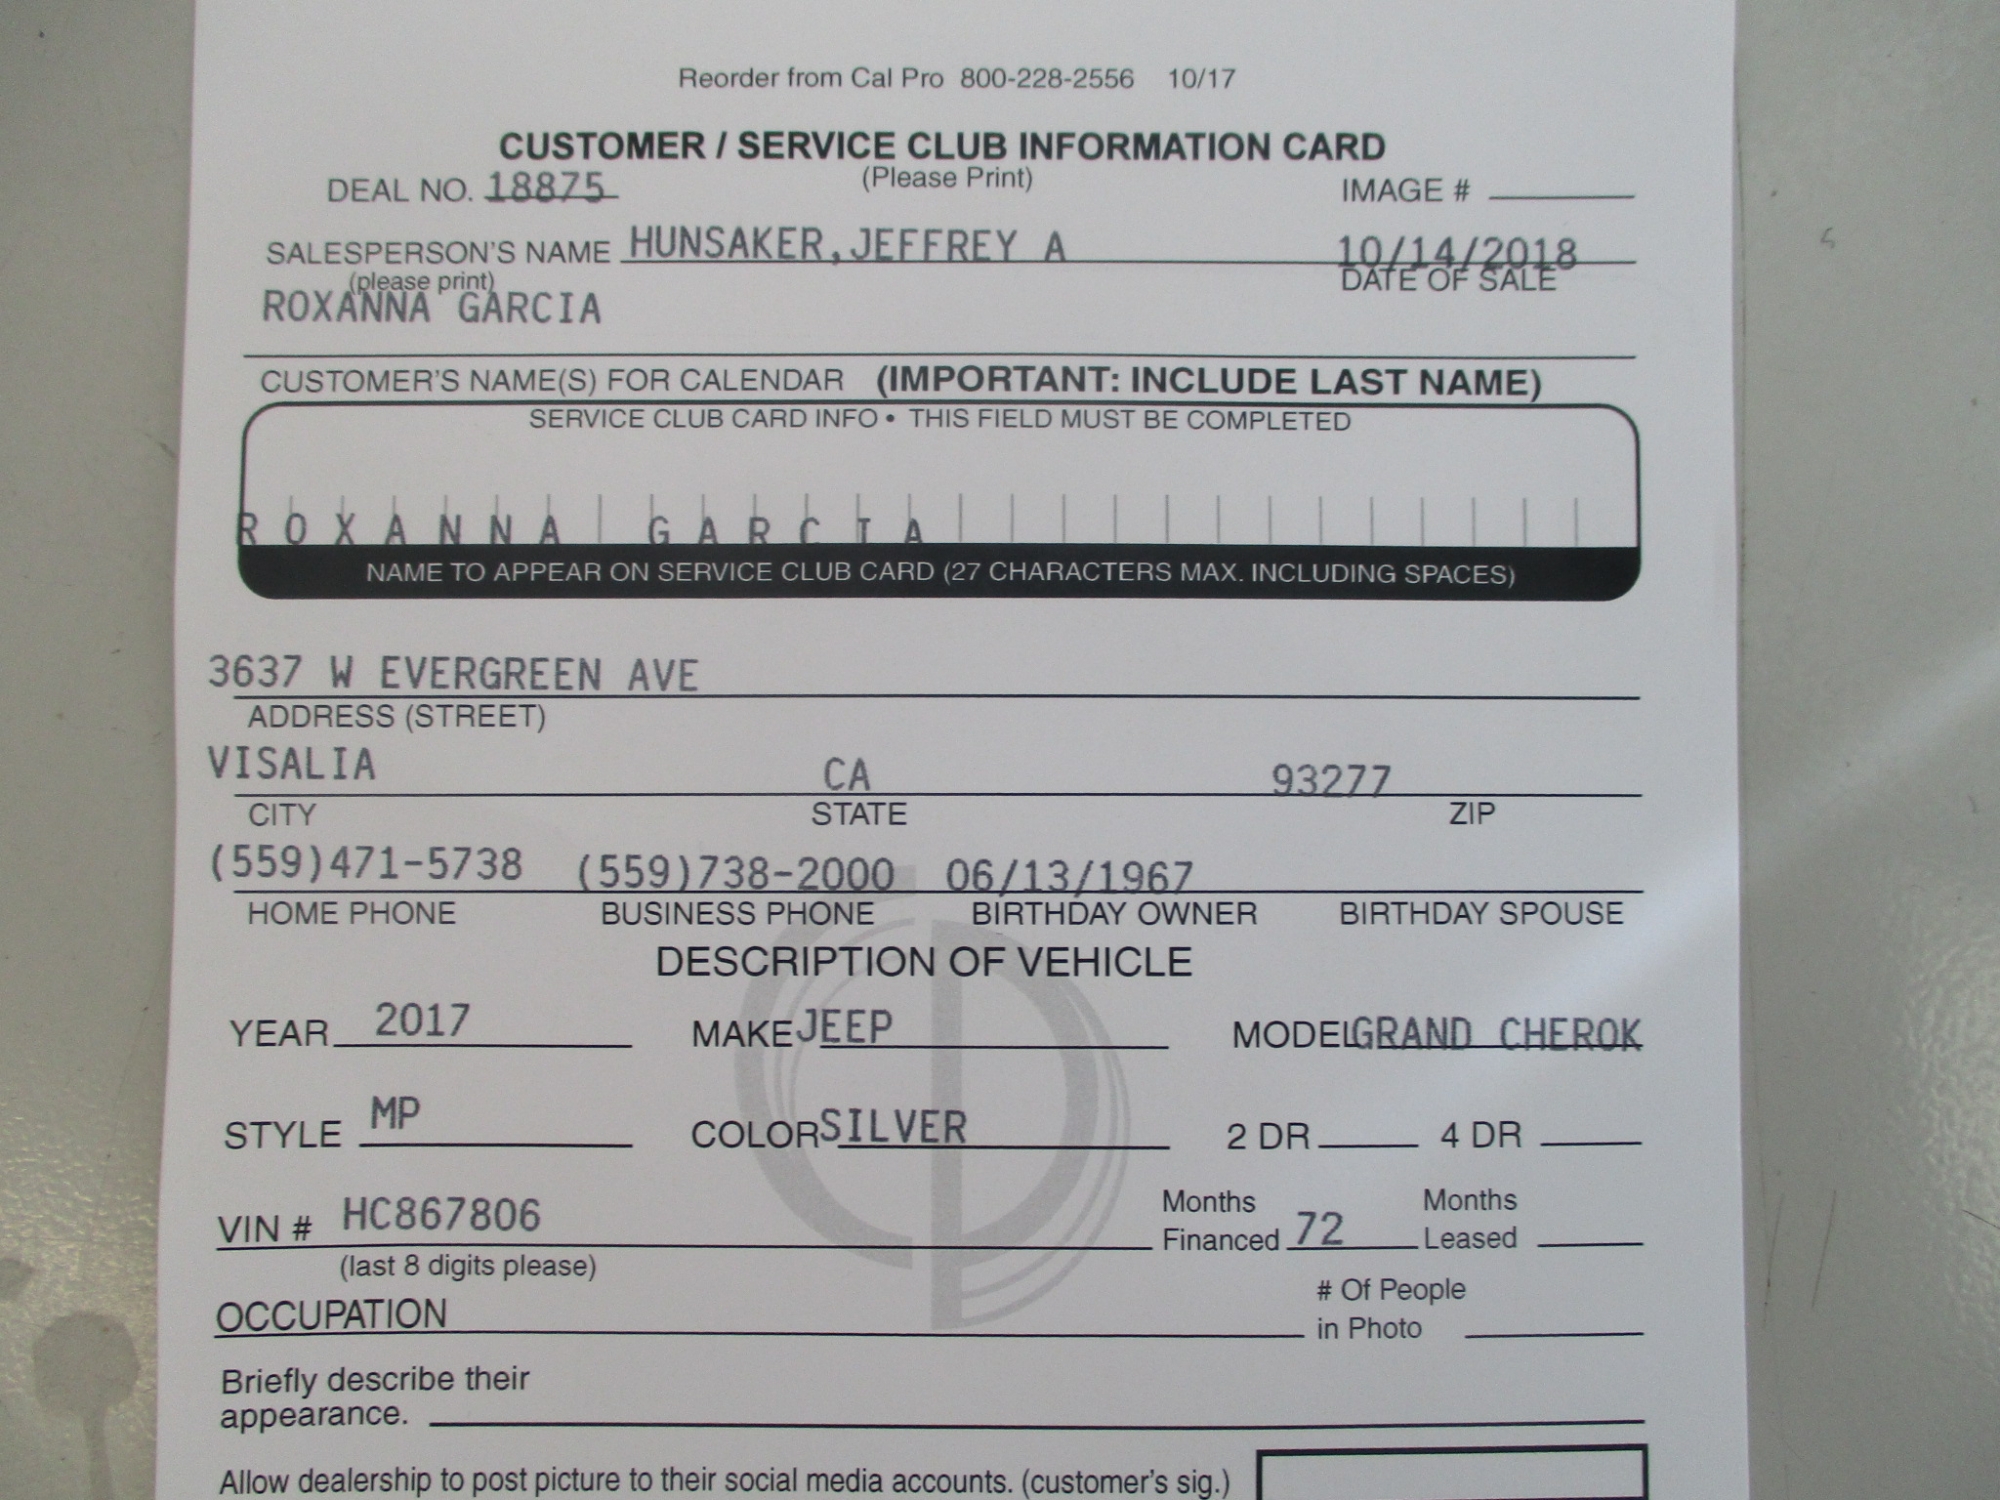 Reorder from Cal Pro 800-228-2556 10/17
CUSTOMER / SERVICE CLUB INFORMATION CARD
DEAL NO. 18875 (Please Print) IMAGE #
SALESPERSON'S NAME HUNSAKER,JEFFREY A 10/14/2018
(please print) DATE OF SALE
ROXANNA GARCIA
CUSTOMER'S NAME(S) FOR CALENDAR (IMPORTANT: INCLUDE LAST NAME)
SERVICE CLUB CARD INFO • THIS FIELD MUST BE COMPLETED
R O X A N N A G A R C I A
NAME TO APPEAR ON SERVICE CLUB CARD (27 CHARACTERS MAX. INCLUDING SPACES)
3637 W EVERGREEN AVE
ADDRESS (STREET)
VISALIA CA 93277
CITY STATE ZIP
(559)471-5738 (559)738-2000 06/13/1967
HOME PHONE BUSINESS PHONE BIRTHDAY OWNER BIRTHDAY SPOUSE
DESCRIPTION OF VEHICLE
YEAR 2017 MAKE JEEP MODEL GRAND CHEROK
STYLE MP COLOR SILVER 2 DR 4 DR
VIN # HC867806 Months Financed 72 Months Leased
(last 8 digits please)
OCCUPATION # Of People in Photo
Briefly describe their
appearance.
Allow dealership to post picture to their social media accounts. (customer's sig.)